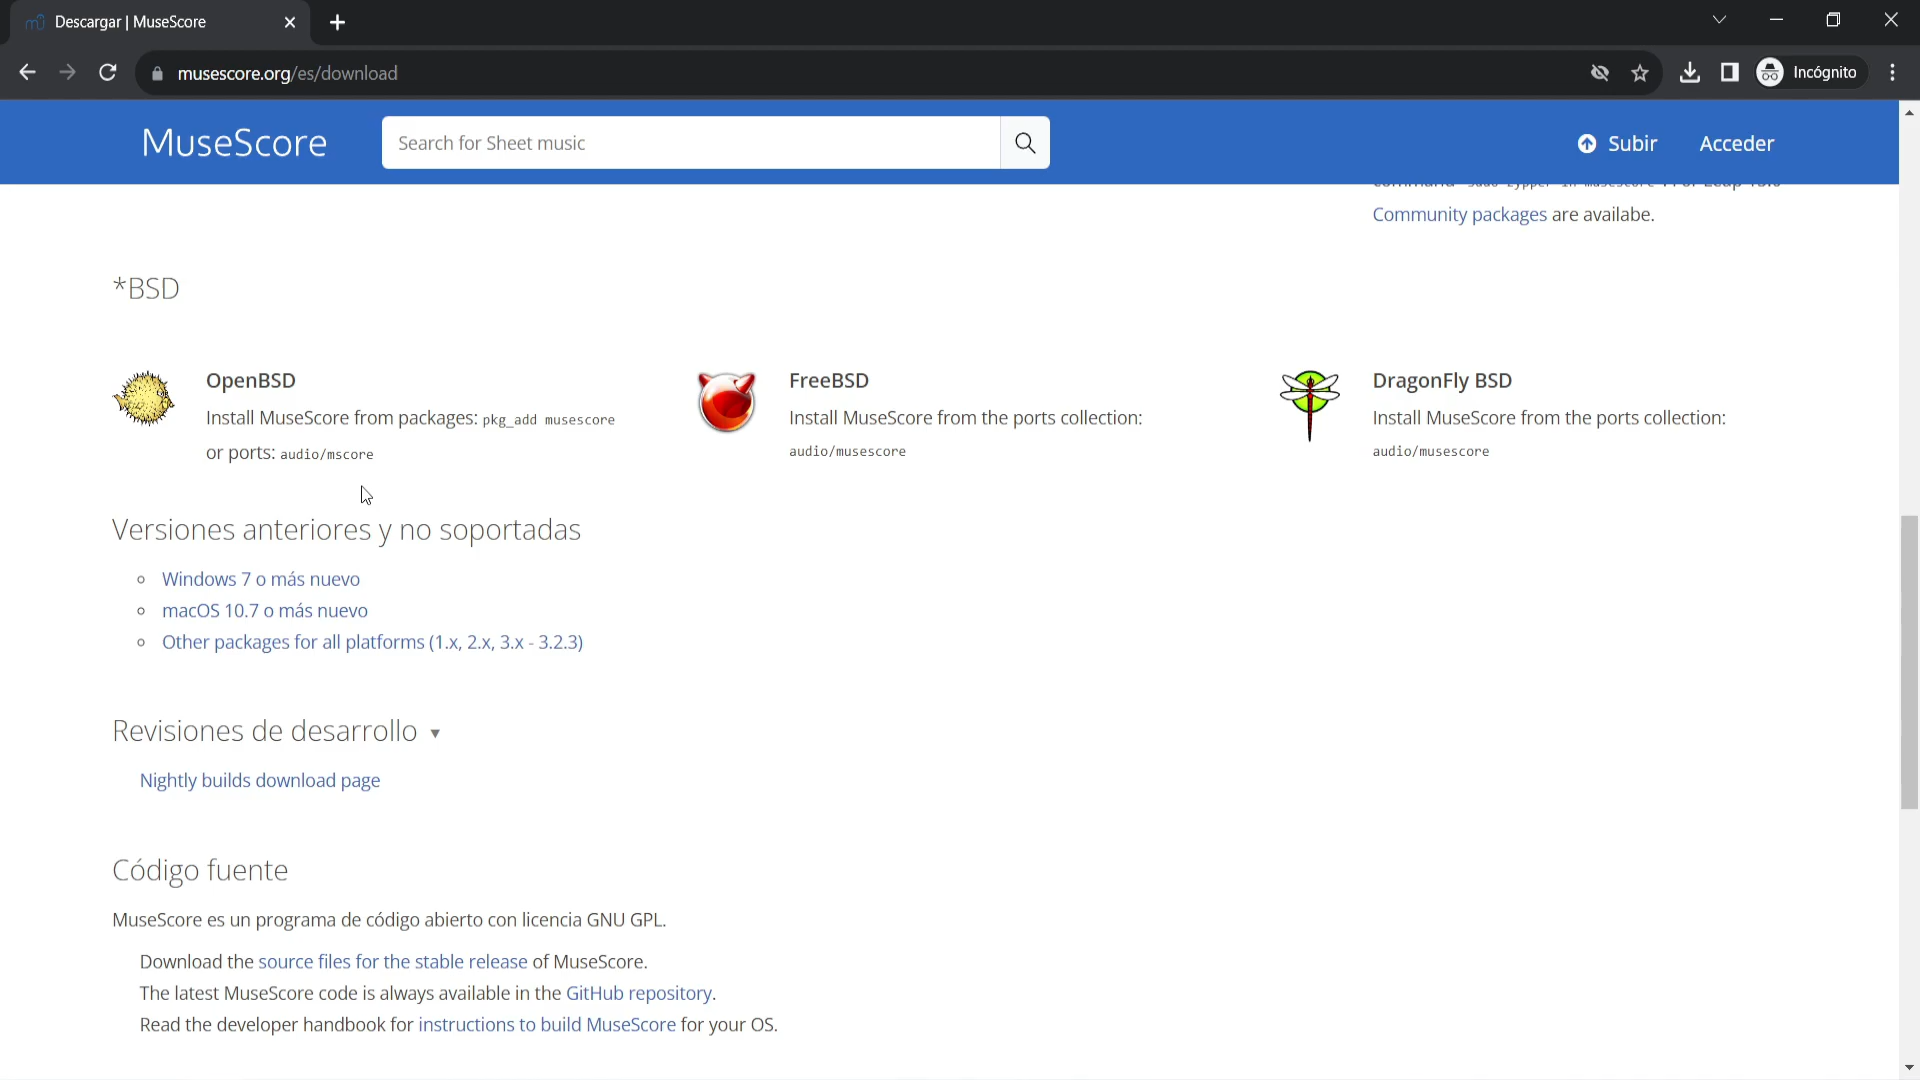 Descargar | MuseScore
musescore.org/es/download
Incógnito
MuseScore
Search for Sheet music
Subir
Acceder
Community packages are availabe.
*BSD
OpenBSD
Install MuseScore from packages: pkg_add musescore
or ports: audio/mscore
FreeBSD
Install MuseScore from the ports collection:
audio/musescore
DragonFly BSD
Install MuseScore from the ports collection:
audio/musescore
Versiones anteriores y no soportadas
Windows 7 o más nuevo
macOS 10.7 o más nuevo
Other packages for all platforms (1.x, 2.x, 3.x - 3.2.3)
Revisiones de desarrollo ▾
Nightly builds download page
Código fuente
MuseScore es un programa de código abierto con licencia GNU GPL.
Download the source files for the stable release of MuseScore.
The latest MuseScore code is always available in the GitHub repository.
Read the developer handbook for instructions to build MuseScore for your OS.